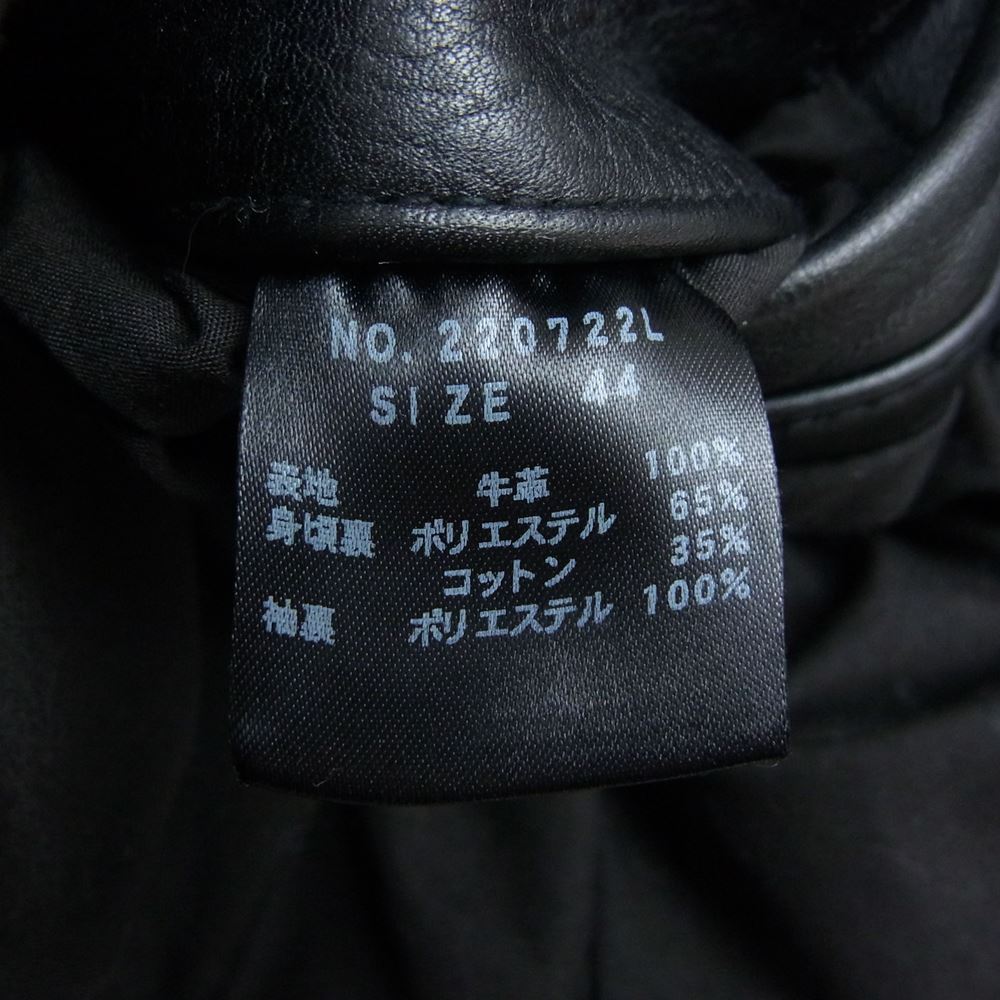 NO. 220722L
SIZE 44
表地 牛革 100%
身頃裏 ポリエステル 65%
コットン 35%
袖裏 ポリエステル 100%